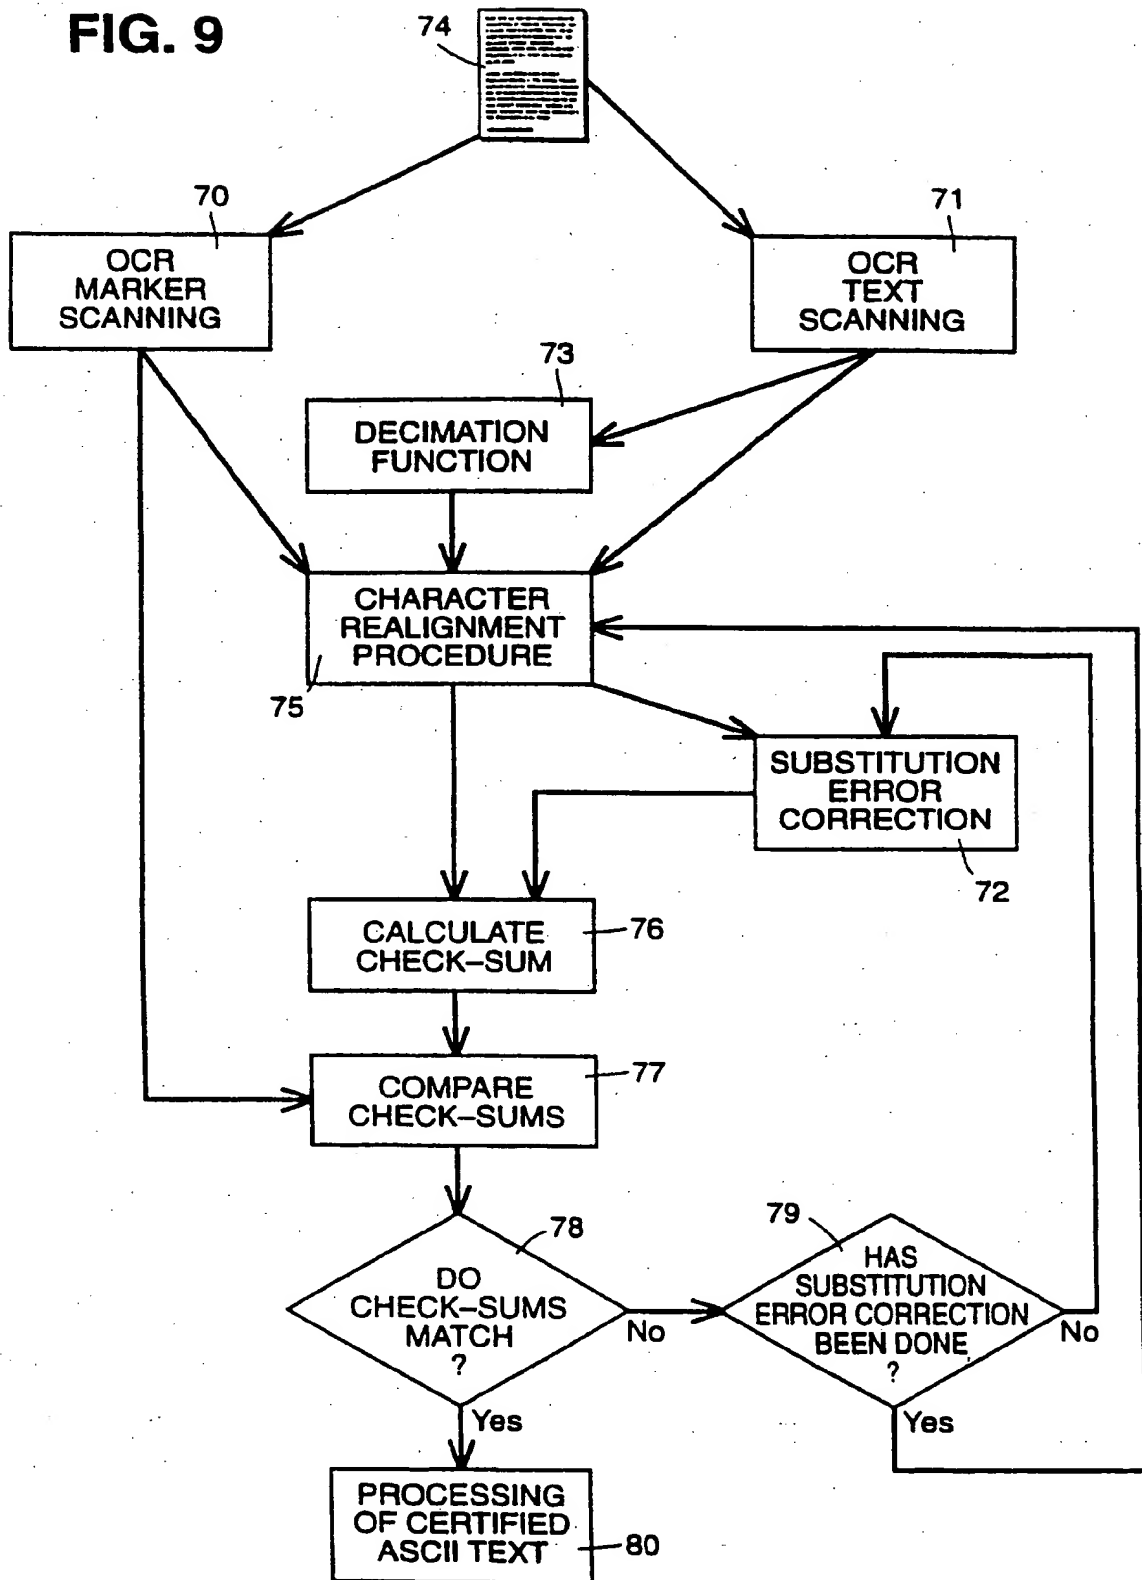 FIG. 9
74
70
OCR
MARKER
SCANNING
71
OCR
TEXT
SCANNING
73
DECIMATION
FUNCTION
CHARACTER
REALIGNMENT
PROCEDURE
75
SUBSTITUTION
ERROR
CORRECTION
72
CALCULATE
CHECK–SUM
76
COMPARE
CHECK–SUMS
77
78
DO
CHECK–SUMS
MATCH
?
No
Yes
79
HAS
SUBSTITUTION
ERROR CORRECTION
BEEN DONE
?
No
Yes
PROCESSING
OF CERTIFIED
ASCII TEXT
80